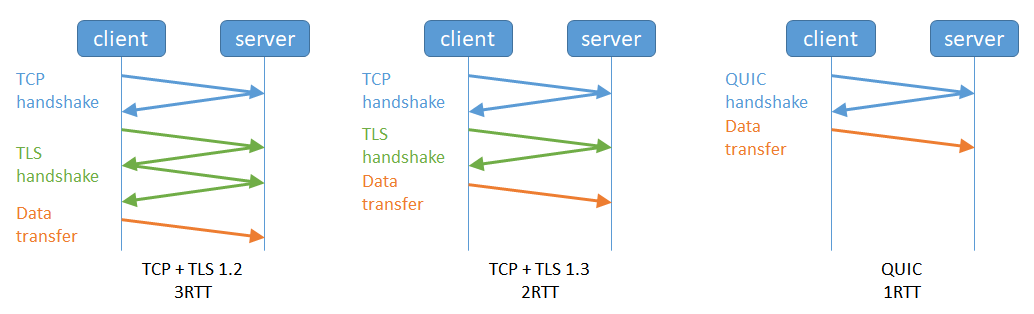 client
server
TCP
handshake
TLS
handshake
Data
transfer
TCP + TLS 1.2
3RTT
client
server
TCP
handshake
TLS
handshake
Data
transfer
TCP + TLS 1.3
2RTT
client
server
QUIC
handshake
Data
transfer
QUIC
1RTT